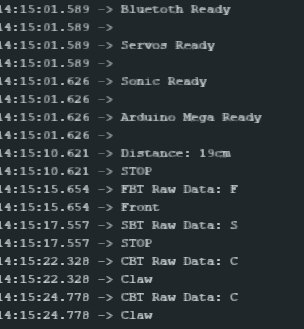 14:15:01.589 -> Bluetoth Ready
14:15:01.589 ->
14:15:01.589 -> Servos Ready
14:15:01.589 ->
14:15:01.626 -> Sonic Ready
14:15:01.626 ->
14:15:01.626 -> Arduino Mega Ready
14:15:01.626 ->
14:15:10.621 -> Distance: 19cm
14:15:10.621 -> STOP
14:15:15.654 -> FBT Raw Data: F
14:15:15.654 -> Front
14:15:17.557 -> SBT Raw Data: S
14:15:17.557 -> STOP
14:15:22.328 -> CBT Raw Data: C
14:15:22.328 -> Claw
14:15:24.778 -> CBT Raw Data: C
14:15:24.778 -> Claw